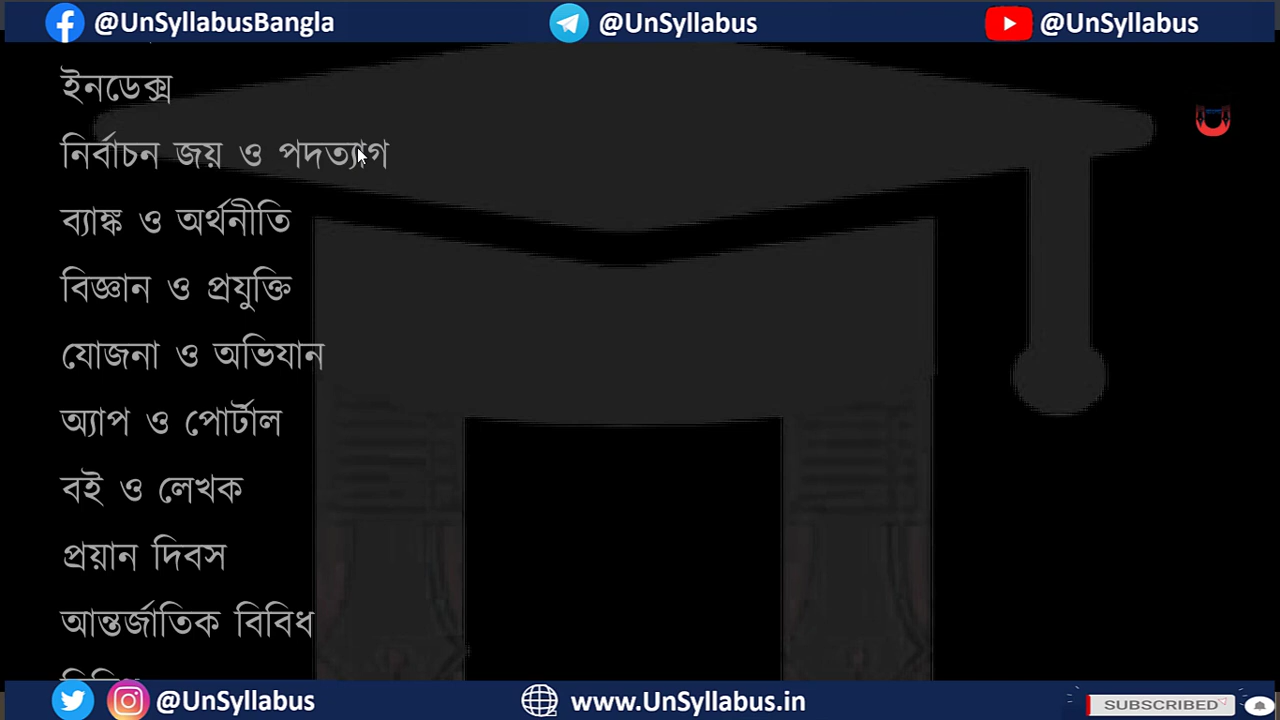 @UnSyllabusBangla @UnSyllabus @UnSyllabus
ইনডেক্স
নির্বাচন জয় ও পদত্যাগ
ব্যাঙ্ক ও অর্থনীতি
বিজ্ঞান ও প্রযুক্তি
যোজনা ও অভিযান
অ্যাপ ও পোর্টাল
বই ও লেখক
প্রয়ান দিবস
আন্তর্জাতিক বিবিধ
@UnSyllabus www.UnSyllabus.in SUBSCRIBED